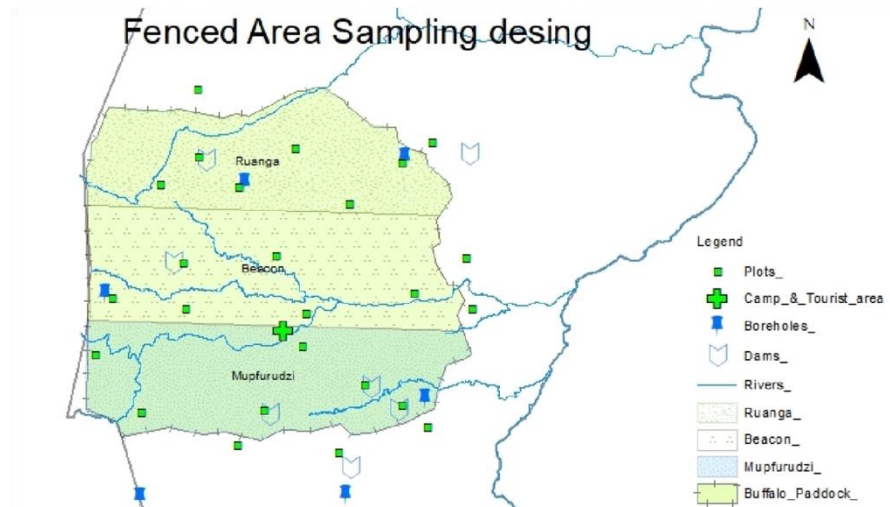 Fenced Area Sampling desing
N
Ruanga
Beacon
Mupfurudzi
Legend
Plots_
Camp_&_Tourist_area
Boreholes_
Dams_
Rivers_
Ruanga_
Beacon_
Mupfurudzi_
Buffalo_Paddock_